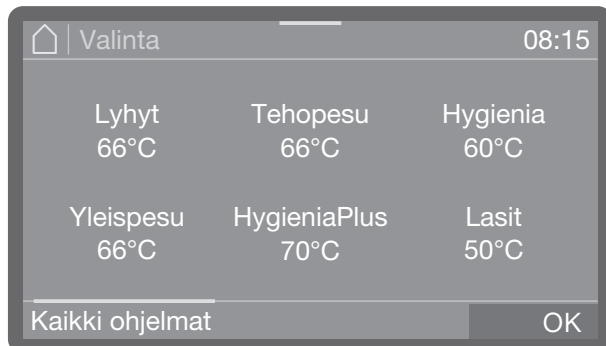 Valinta 08:15
Lyhyt Tehopesu Hygienia
66°C 66°C 60°C
Yleispesu HygieniaPlus Lasit
66°C 70°C 50°C
Kaikki ohjelmat OK